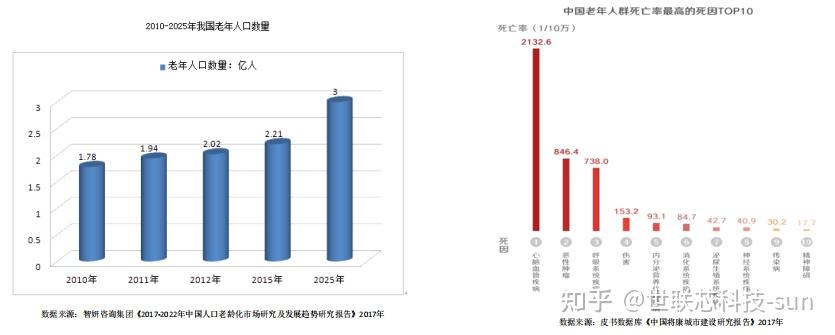 2010-2025年我国老年人口数量
老年人口数量：亿人
3
2.5
2
1.5
1
0.5
0
1.78
1.94
2.02
2.21
3
2010年
2011年
2012年
2015年
2025年
数据来源：智研咨询集团《2017-2022年中国人口老龄化市场研究及发展趋势研究报告》2017年
中国老年人群死亡率最高的死因TOP10
死亡率（1/10万）
2132.6
846.4
738.0
153.2
93.1
84.7
42.7
40.9
30.2
17.7
死因
1 2 3 4 5 6 7 8 9 10
心脑血管疾病
恶性肿瘤
呼吸系统疾病
伤害
内分泌营养
消化系统疾病
泌尿生殖系统
神经系统疾病
传染病
精神障碍
知乎 @世联芯科技-sun
数据来源：皮书数据库《中国将康城市建设研究报告》2017年